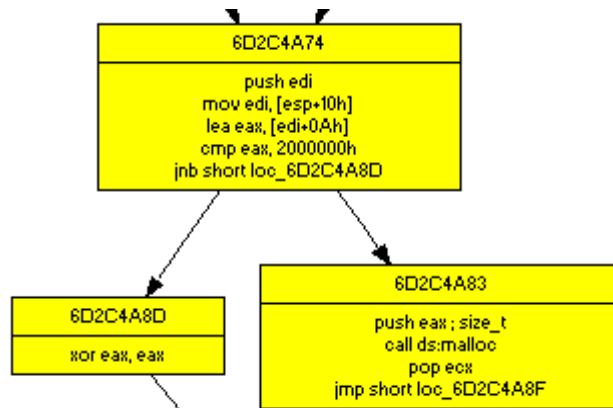 6D2C4A74
push edi
mov edi, [esp+10h]
lea eax, [edi+0Ah]
cmp eax, 2000000h
jnb short loc_6D2C4A8D
6D2C4A8D
xor eax, eax
6D2C4A83
push eax ; size_t
call ds:malloc
pop ecx
jmp short loc_6D2C4A8F